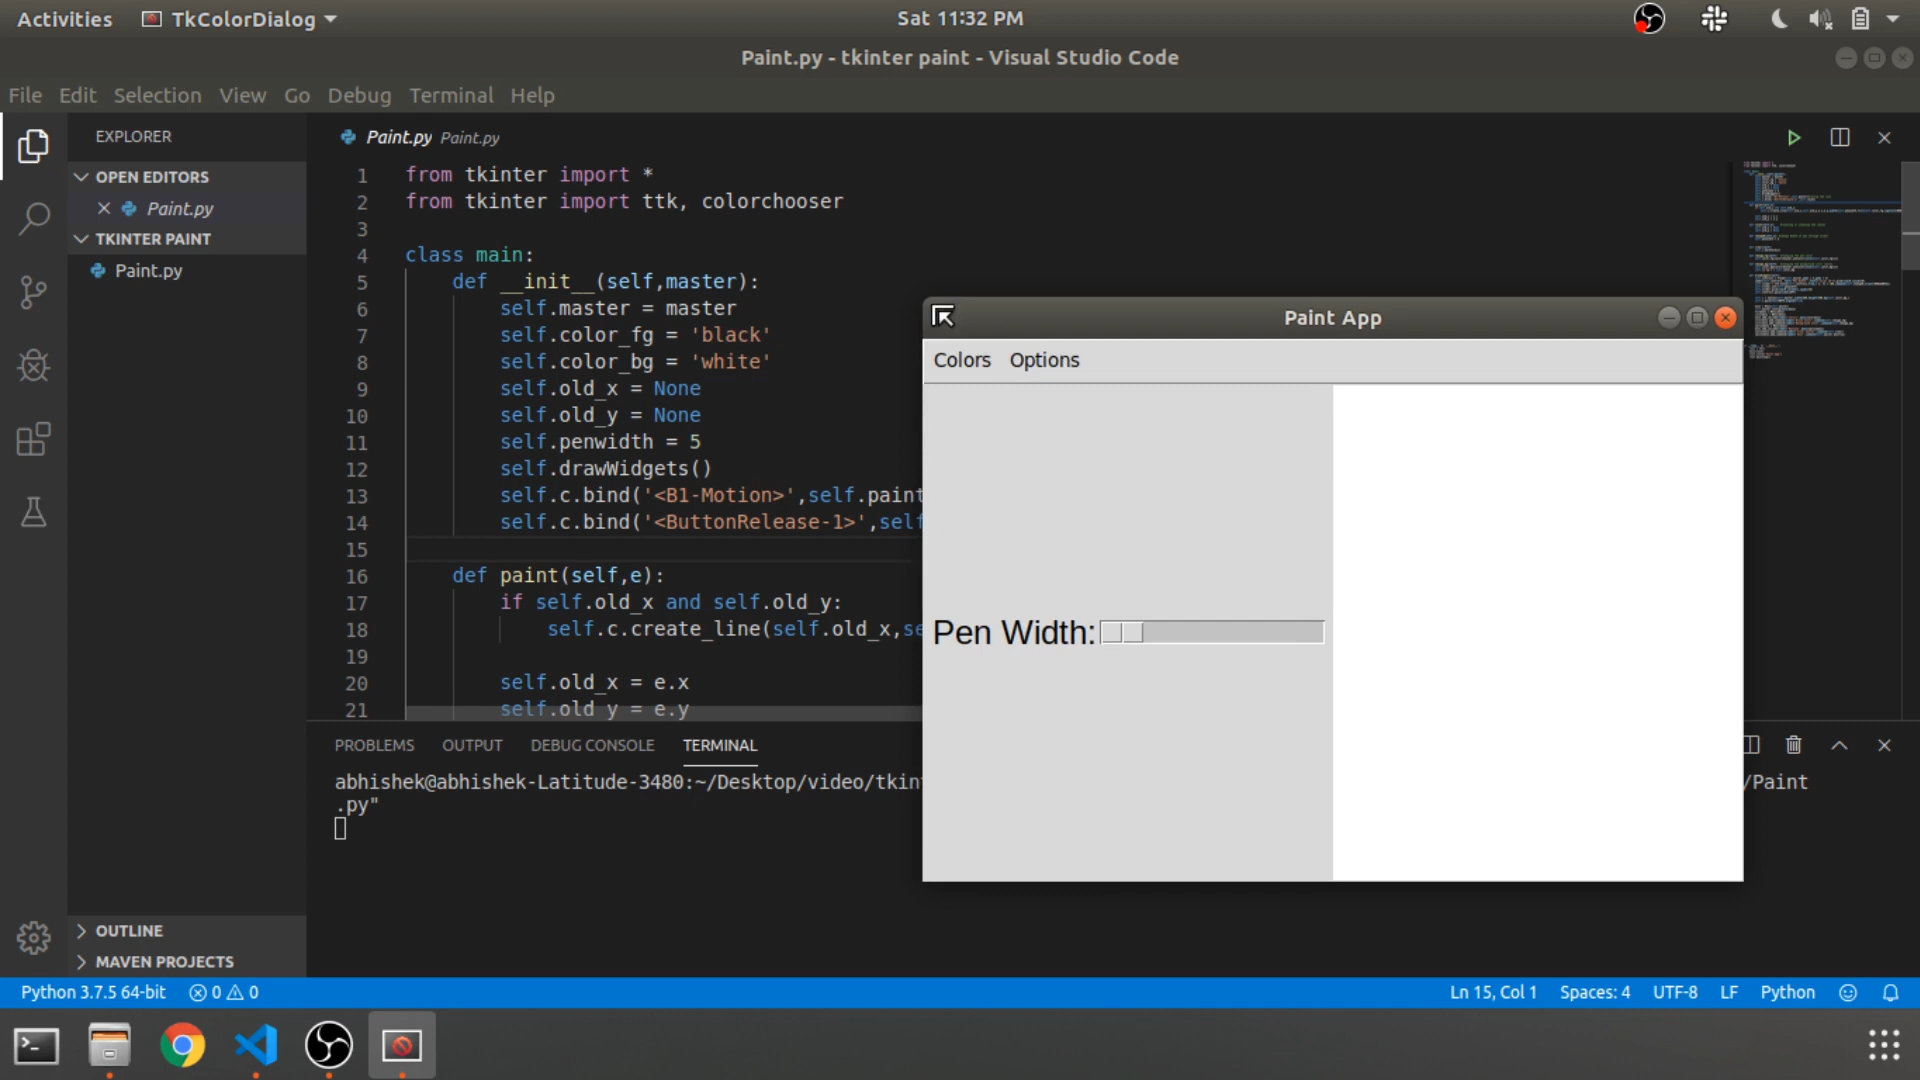 Activities TkColorDialog Sat 11:32 PM
Paint.py - tkinter paint - Visual Studio Code
File Edit Selection View Go Debug Terminal Help
EXPLORER
OPEN EDITORS
Paint.py
TKINTER PAINT
Paint.py
OUTLINE
MAVEN PROJECTS
Paint.py Paint.py
1 from tkinter import *
2 from tkinter import ttk, colorchooser
3
4 class main:
5 def __init__(self,master):
6 self.master = master
7 self.color_fg = 'black'
8 self.color_bg = 'white'
9 self.old_x = None
10 self.old_y = None
11 self.penwidth = 5
12 self.drawWidgets()
13 self.c.bind('<B1-Motion>',self.paint
14 self.c.bind('<ButtonRelease-1>',self
15
16 def paint(self,e):
17 if self.old_x and self.old_y:
18 self.c.create_line(self.old_x,se
19
20 self.old_x = e.x
21 self.old_y = e.y
Paint App
Colors Options
Pen Width:
PROBLEMS OUTPUT DEBUG CONSOLE TERMINAL
abhishek@abhishek-Latitude-3480:~/Desktop/video/tkin /Paint
.py"
Python 3.7.5 64-bit 0 0 Ln 15, Col 1 Spaces: 4 UTF-8 LF Python